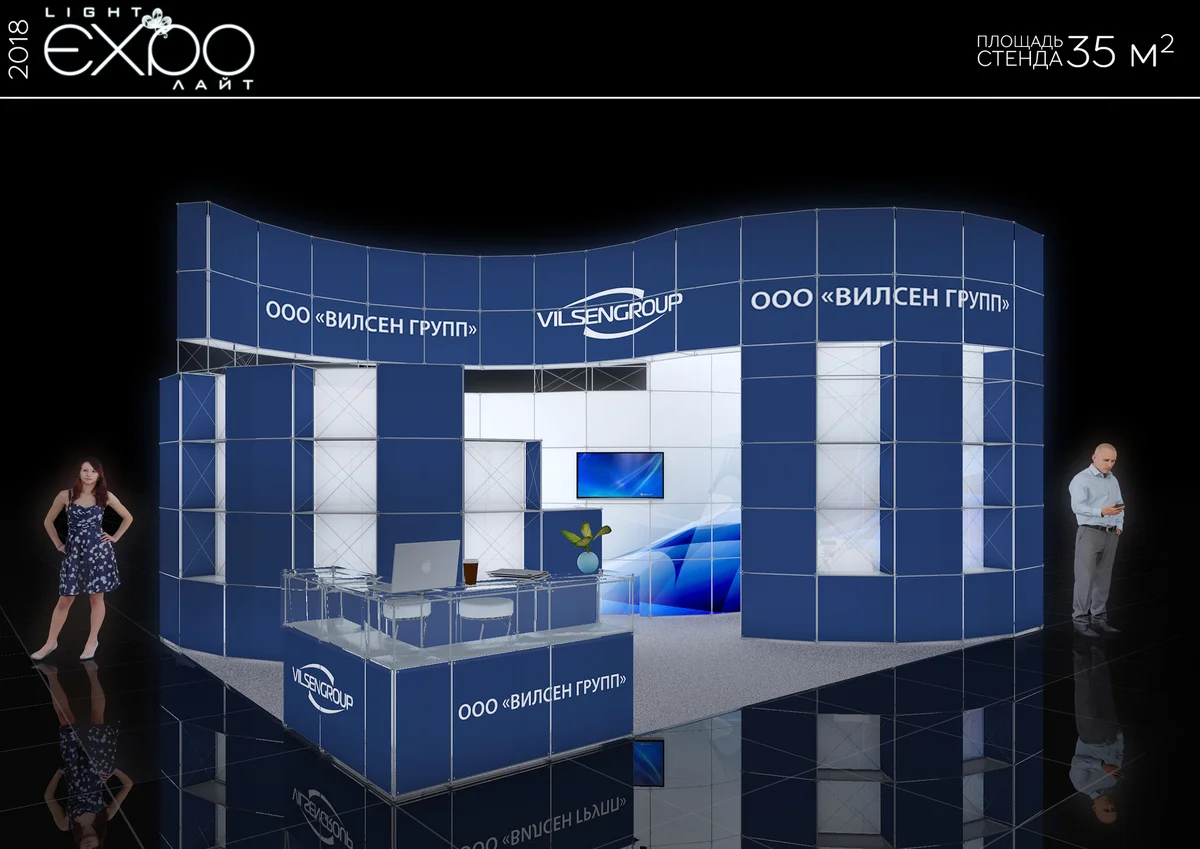 2018
LIGHT
EXPO
ЛАЙТ
ПЛОЩАДЬ
СТЕНДА 35 м²
ООО «ВИЛСЕН ГРУПП»
VILSENGROUP
ООО «ВИЛСЕН ГРУПП»
VILSENGROUP
ООО «ВИЛСЕН ГРУПП»